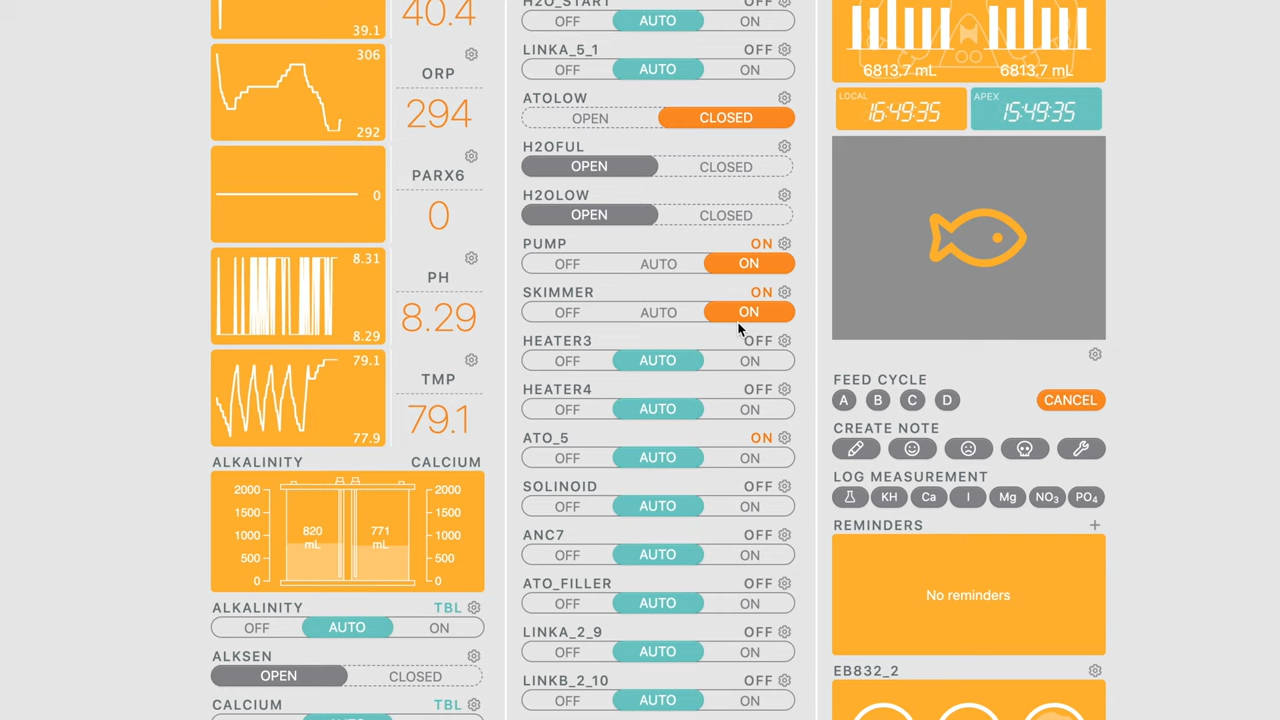 39.1
40.4
306
292
ORP
294
0
PARX6
0
8.31
8.29
PH
8.29
79.1
77.9
TMP
79.1
ALKALINITY CALCIUM
2000 2000
1500 1500
1000 1000
500 500
0 0
820 mL
771 mL
ALKALINITY TBL
OFF AUTO ON
ALKSEN
OPEN CLOSED
CALCIUM TBL
AUTO
H2O_START OFF
OFF AUTO ON
LINKA_5_1 OFF
OFF AUTO ON
ATOLOW
OPEN CLOSED
H2OFUL
OPEN CLOSED
H2OLOW
OPEN CLOSED
PUMP ON
OFF AUTO ON
SKIMMER ON
OFF AUTO ON
HEATER3 OFF
OFF AUTO ON
HEATER4 OFF
OFF AUTO ON
ATO_5 ON
OFF AUTO ON
SOLINOID OFF
OFF AUTO ON
ANC7 OFF
OFF AUTO ON
ATO_FILLER OFF
OFF AUTO ON
LINKA_2_9 OFF
OFF AUTO ON
LINKB_2_10 OFF
OFF AUTO ON
6813.7 mL 6813.7 mL
LOCAL 16:49:35
APEX 15:49:35
FEED CYCLE
A B C D CANCEL
CREATE NOTE
LOG MEASUREMENT
KH Ca I Mg NO₃ PO₄
REMINDERS +
No reminders
EB832_2